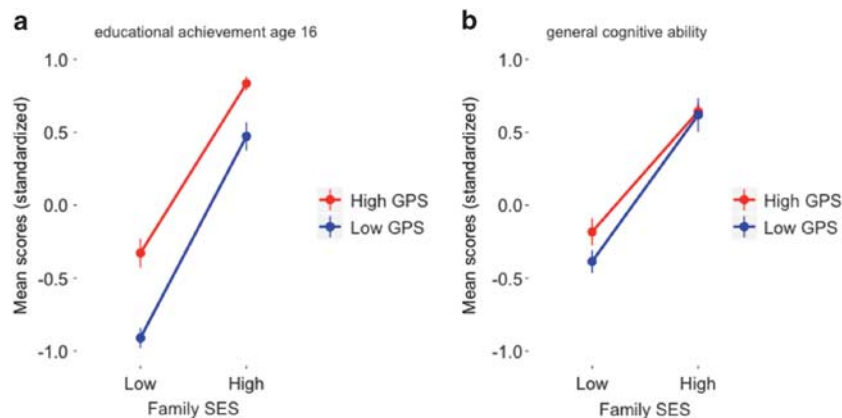 a
educational achievement age 16
Mean scores (standardized)
1.0
0.5
0.0
-0.5
-1.0
Low
High
Family SES
High GPS
Low GPS
b
general cognitive ability
Mean scores (standardized)
1.0
0.5
0.0
-0.5
-1.0
Low
High
Family SES
High GPS
Low GPS